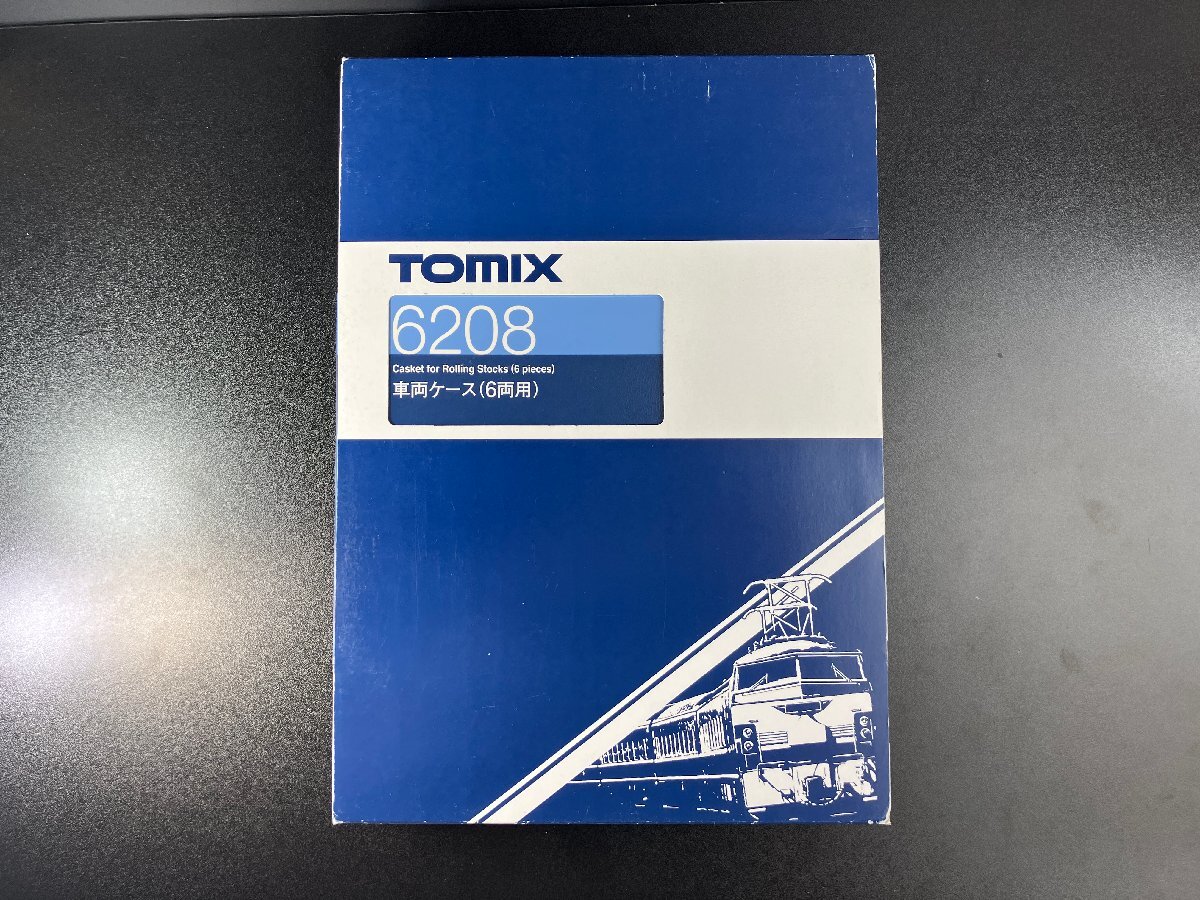 TOMIX
6208
Casket for Rolling Stocks (6 pieces)
車両ケース(6両用)